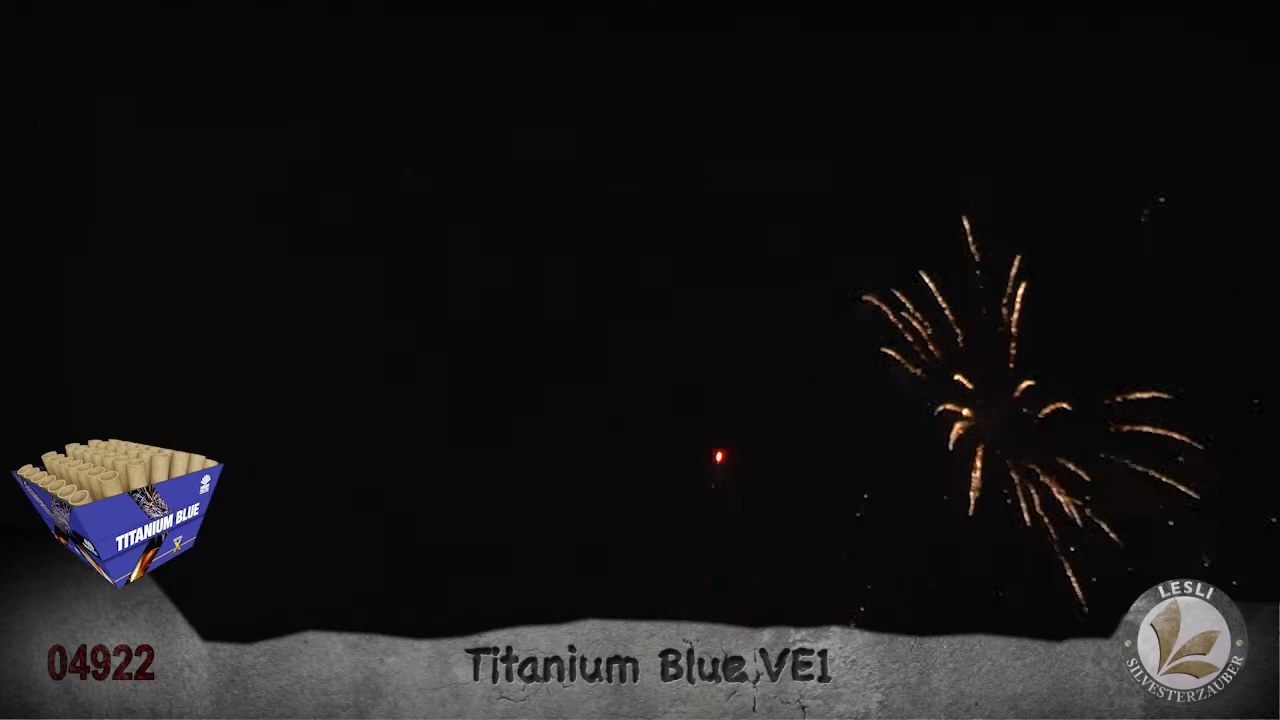 TITANIUM BLUE
04922
Titanium Blue,VE1
LESLI
SILVESTERZAUBER